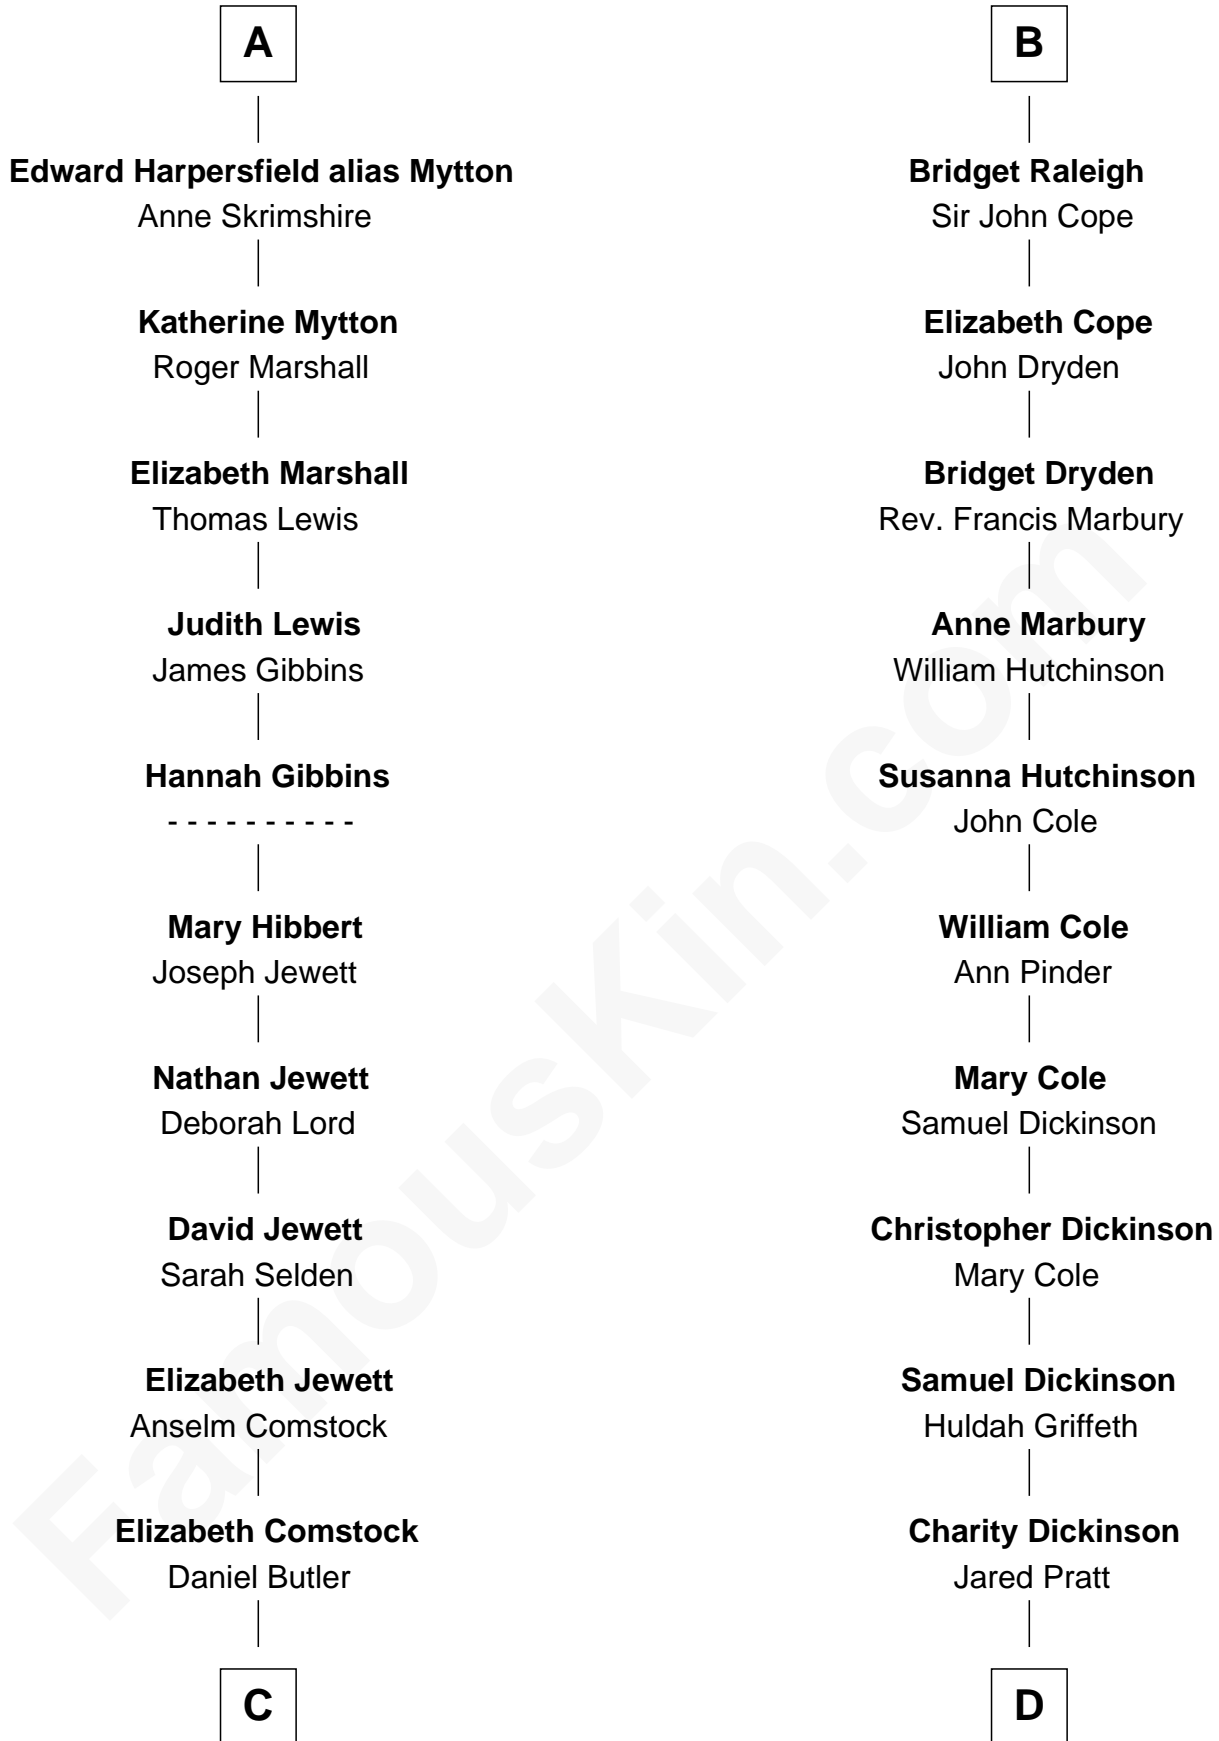 A
Edward Harpersfield alias Mytton
Anne Skrimshire
Katherine Mytton
Roger Marshall
Elizabeth Marshall
Thomas Lewis
Judith Lewis
James Gibbins
Hannah Gibbins
- - - - - - - - - -
Mary Hibbert
Joseph Jewett
Nathan Jewett
Deborah Lord
David Jewett
Sarah Selden
Elizabeth Jewett
Anselm Comstock
Elizabeth Comstock
Daniel Butler
C
B
Bridget Raleigh
Sir John Cope
Elizabeth Cope
John Dryden
Bridget Dryden
Rev. Francis Marbury
Anne Marbury
William Hutchinson
Susanna Hutchinson
John Cole
William Cole
Ann Pinder
Mary Cole
Samuel Dickinson
Christopher Dickinson
Mary Cole
Samuel Dickinson
Huldah Griffeth
Charity Dickinson
Jared Pratt
D
FamousKin.com